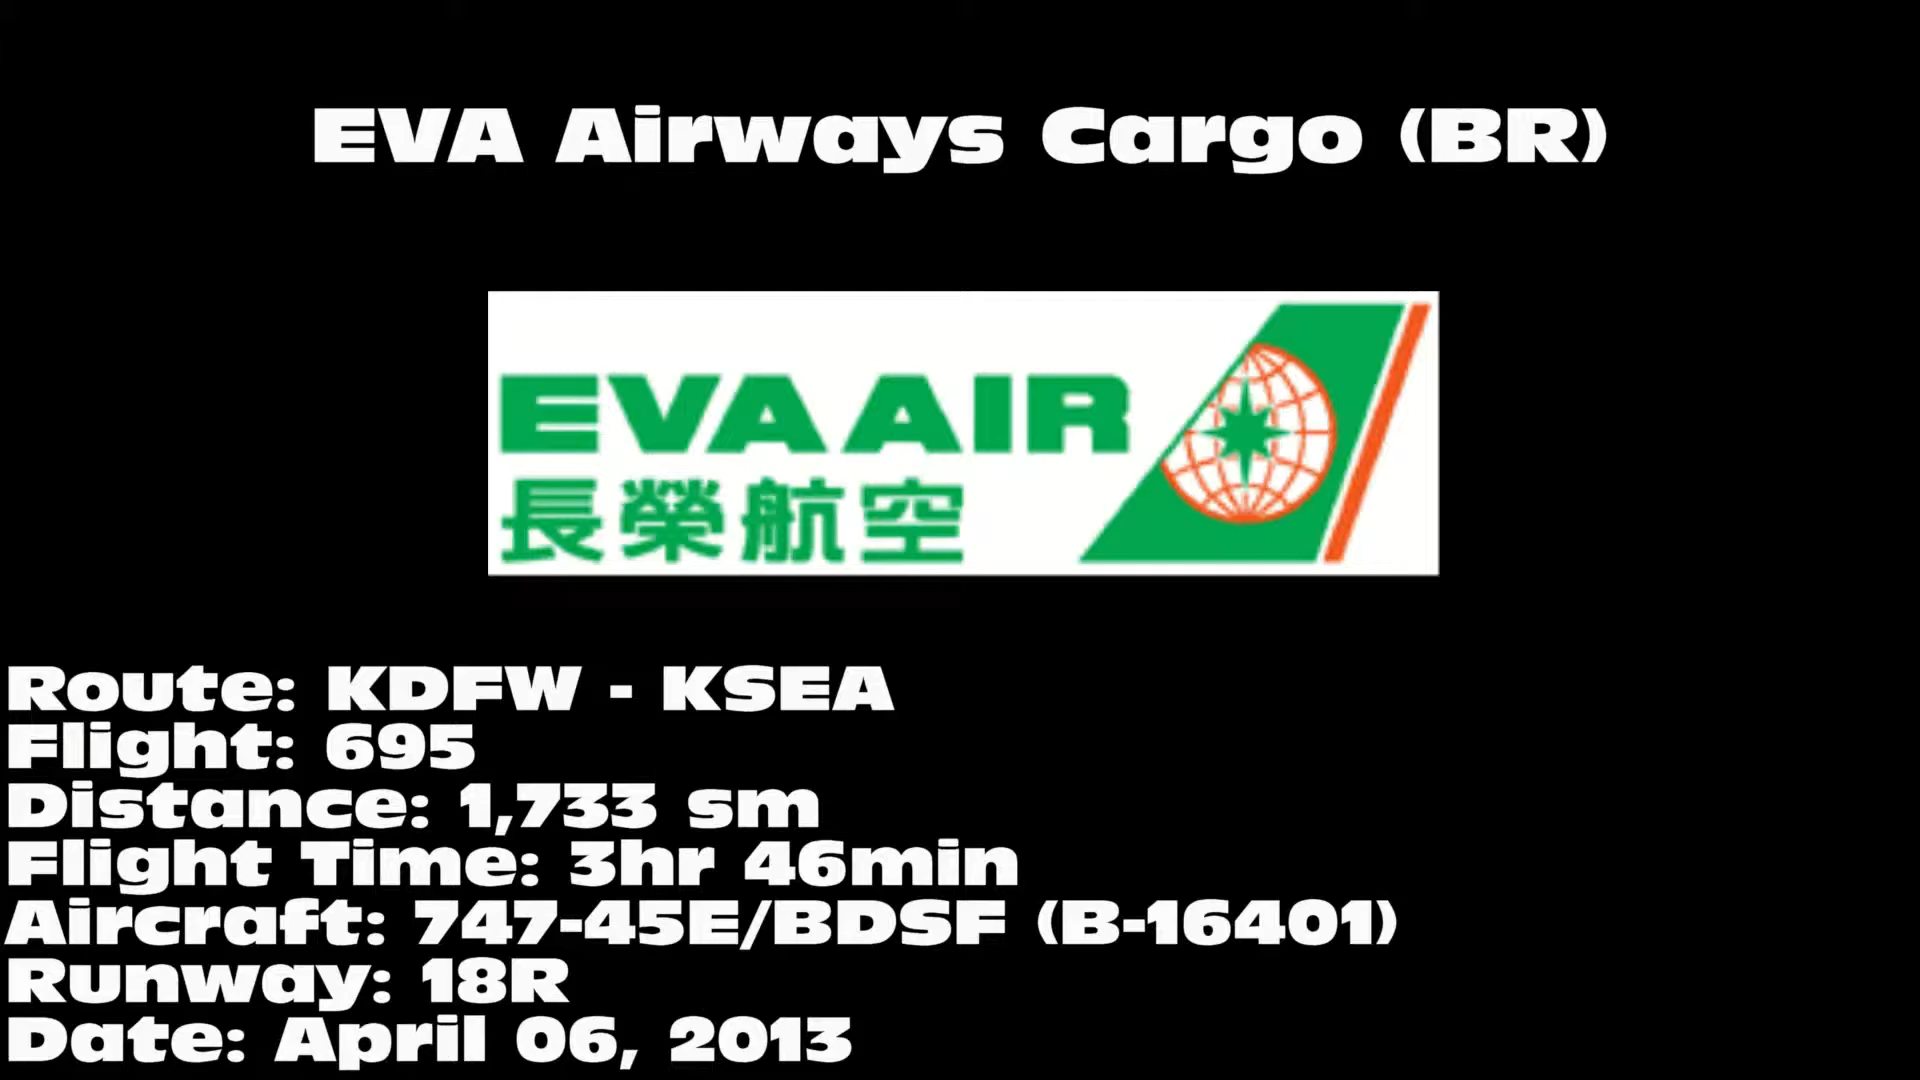 EVA Airways Cargo (BR)
EVA AIR
長榮航空
Route: KDFW - KSEA
Flight: 695
Distance: 1,733 sm
Flight Time: 3hr 46min
Aircraft: 747-45E/BDSF (B-16401)
Runway: 18R
Date: April 06, 2013